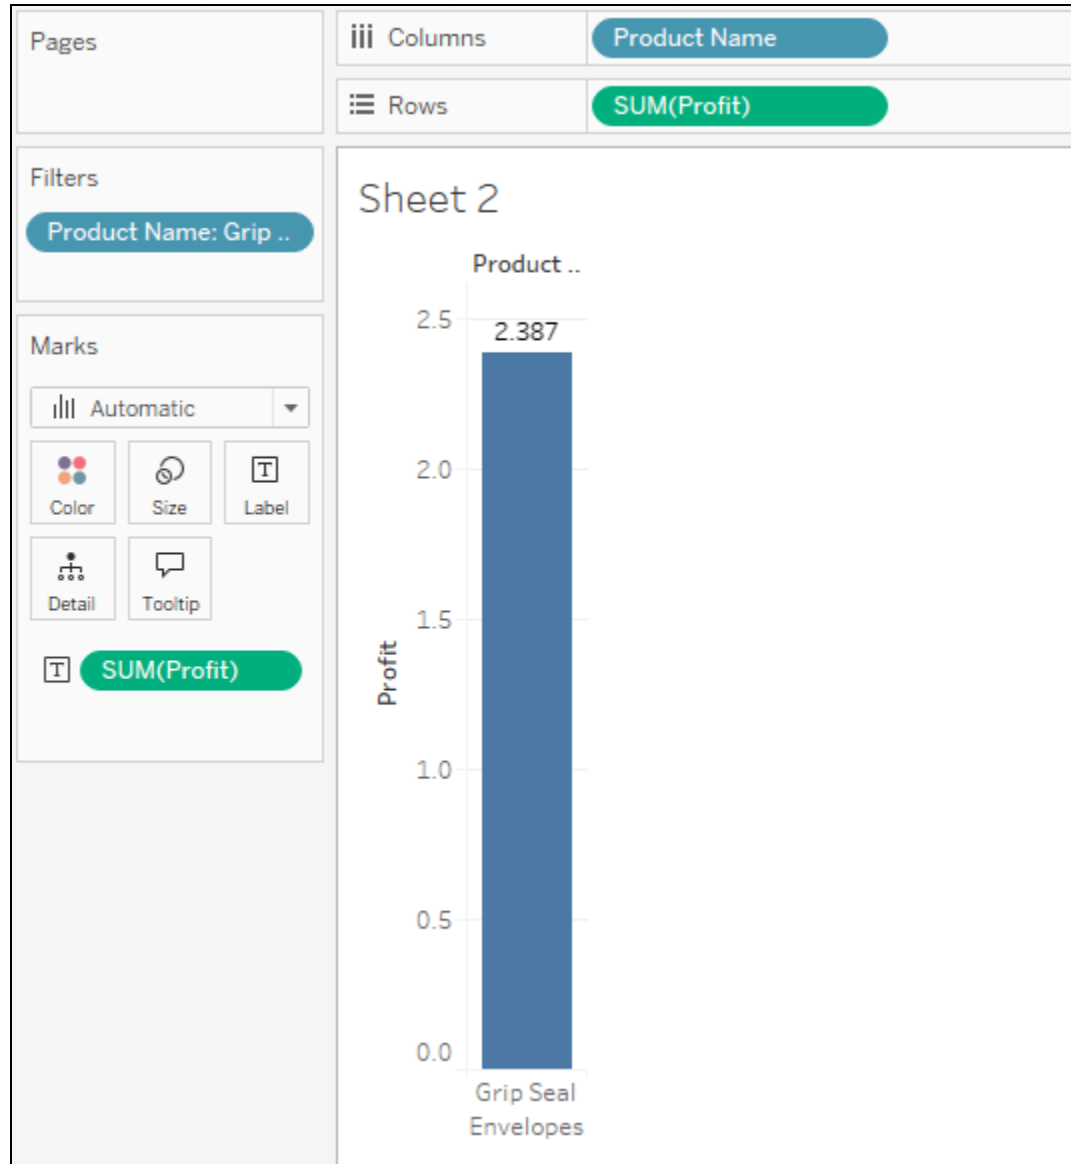 Pages
Columns
Product Name
Rows
SUM(Profit)
Filters
Product Name: Grip ..
Marks
Automatic
Color
Size
Label
Detail
Tooltip
T SUM(Profit)
Sheet 2
Product ..
2.5
2.387
2.0
1.5
1.0
0.5
0.0
Profit
Grip Seal
Envelopes